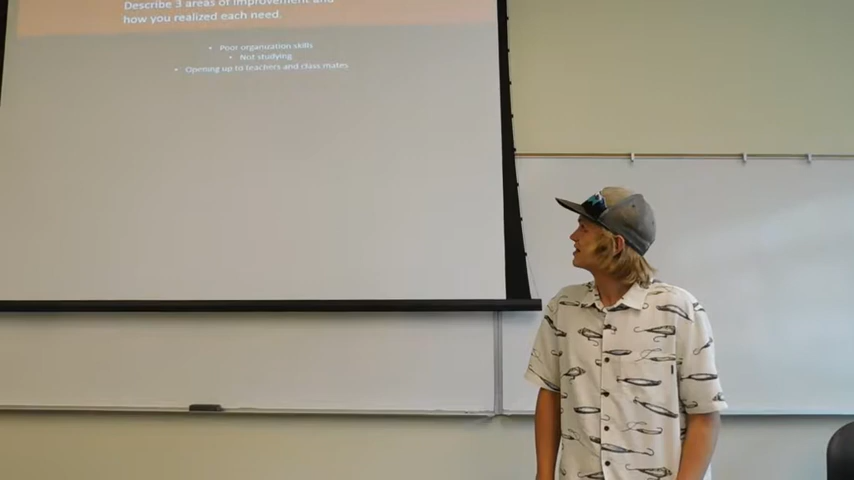 Describe 3 areas of improvement and
how you realized each need.
• Poor organization skills
• Not studying
• Opening up to teachers and class mates